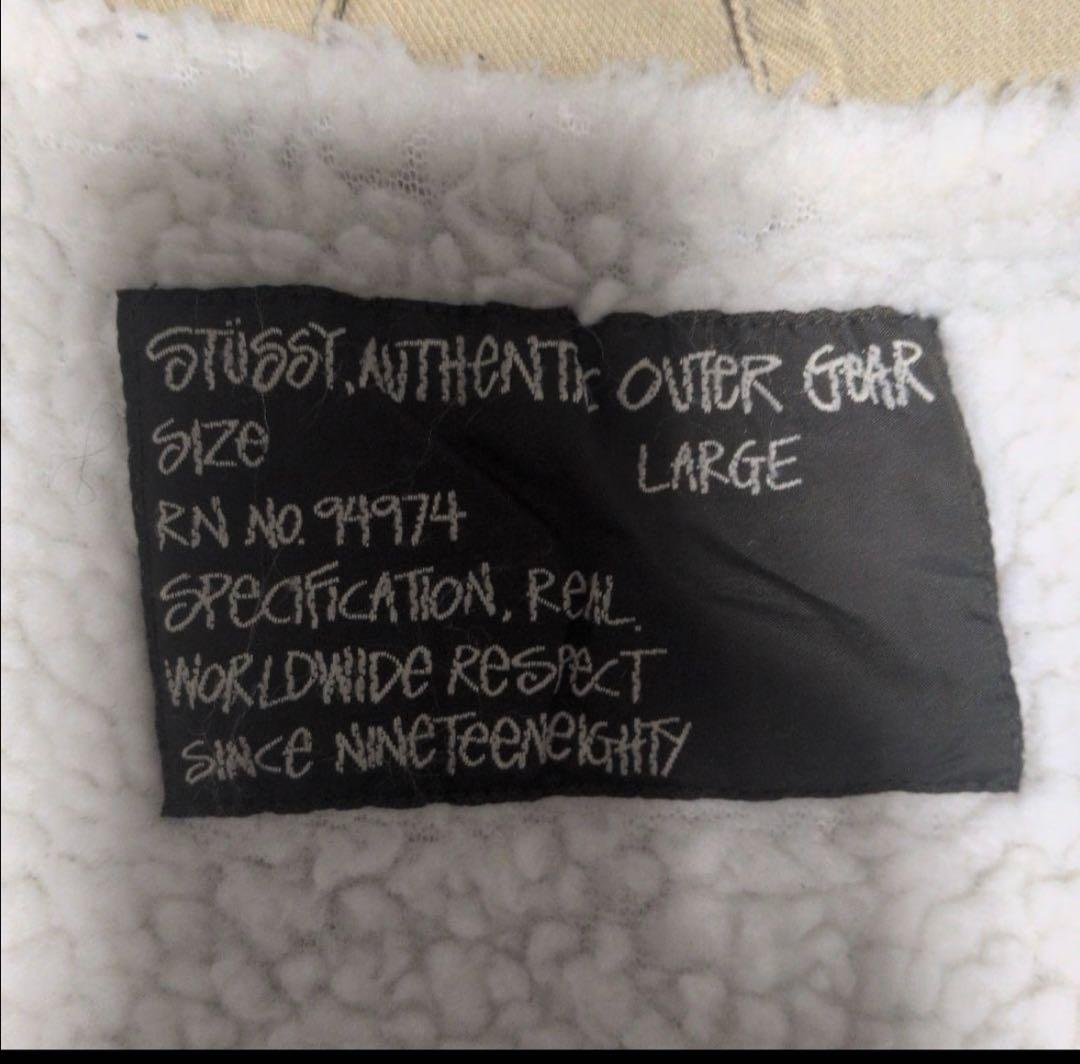 STÜSSY. AUTHENTIC OUTER GEAR
SIZE LARGE
RN NO. 94974
SPECIFICATION. REAL.
WORLDWIDE RESPECT
SINCE NINETEENEIGHTY